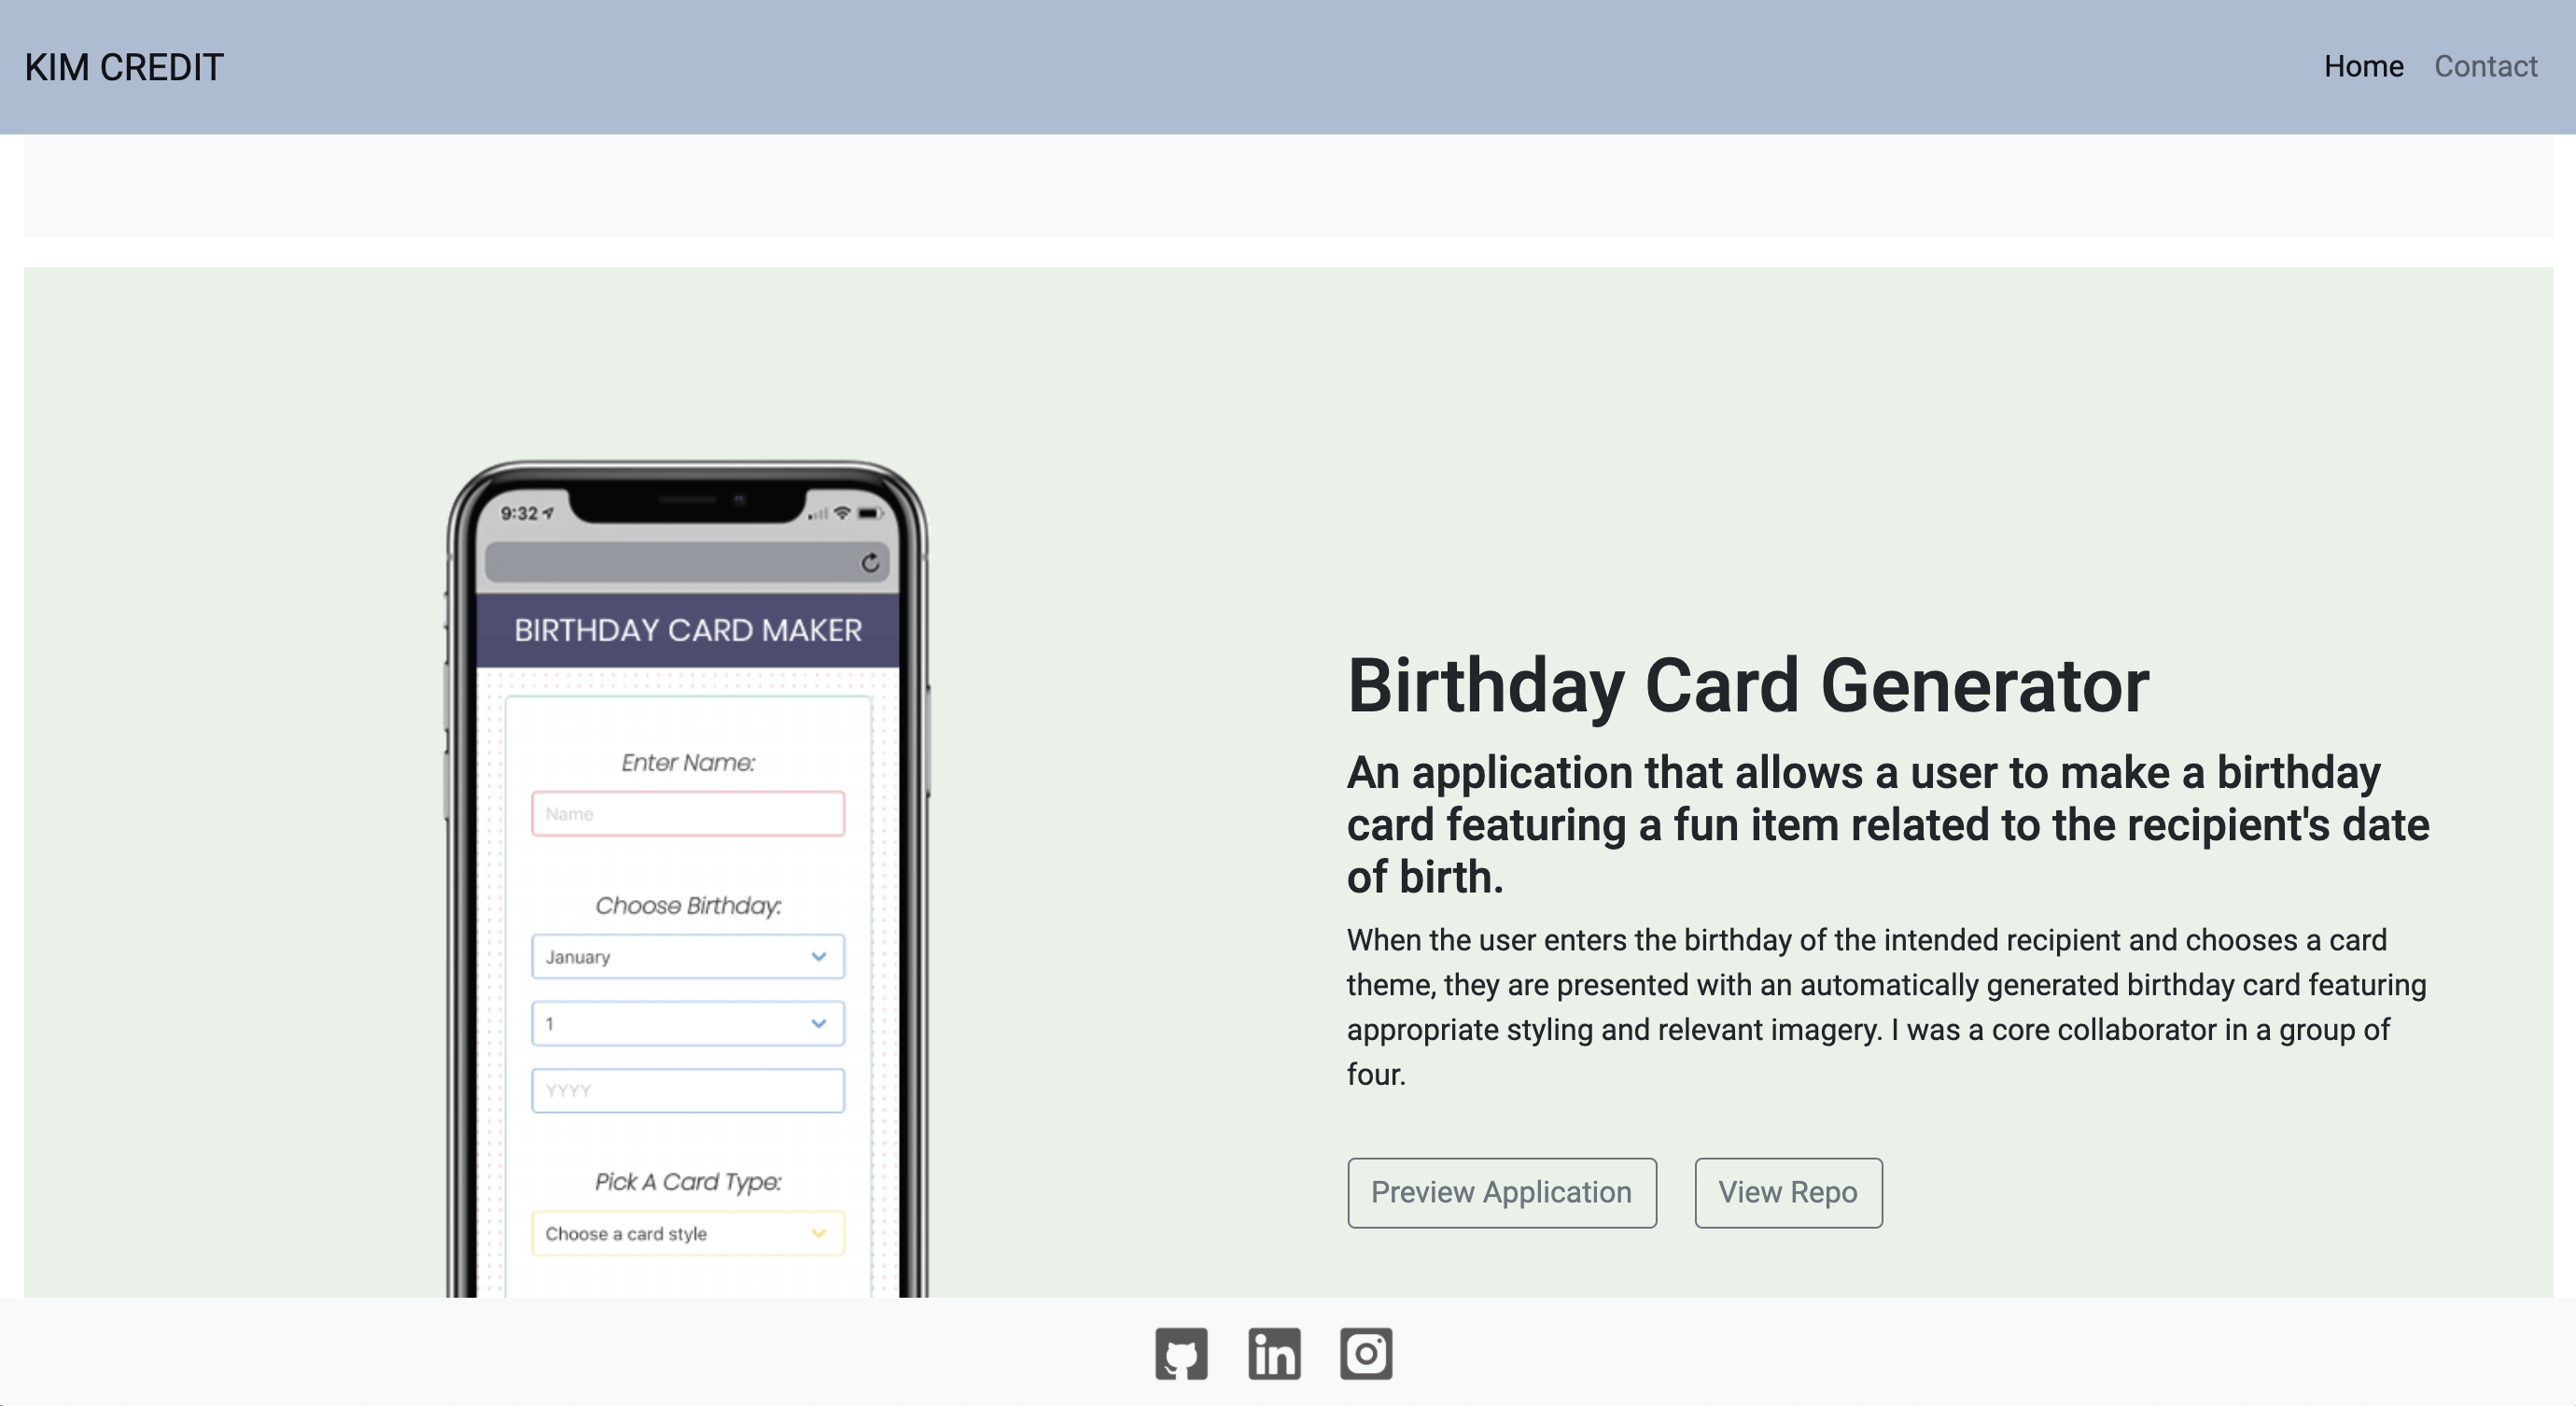 KIM CREDIT
Home Contact
9:32
BIRTHDAY CARD MAKER
Enter Name:
Name
Choose Birthday:
January
1
YYYY
Pick A Card Type:
Choose a card style
Birthday Card Generator
An application that allows a user to make a birthday
card featuring a fun item related to the recipient's date
of birth.
When the user enters the birthday of the intended recipient and chooses a card
theme, they are presented with an automatically generated birthday card featuring
appropriate styling and relevant imagery. I was a core collaborator in a group of
four.
Preview Application
View Repo
in